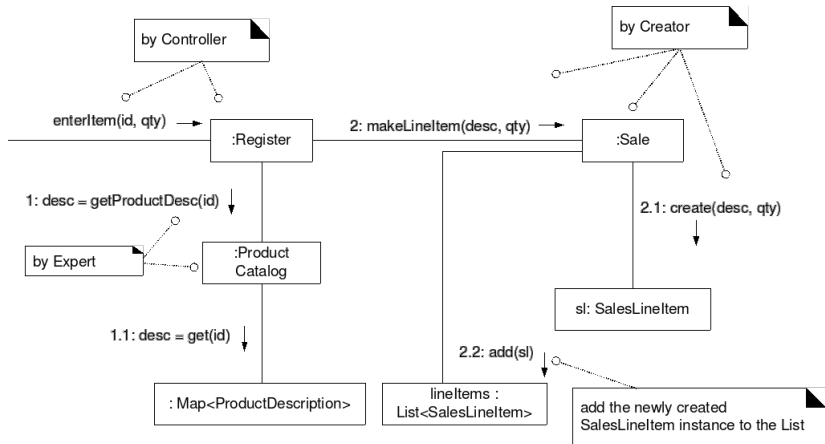 by Controller
by Creator
enterItem(id, qty)
2: makeLineItem(desc, qty)
:Register
:Sale
1: desc = getProductDesc(id)
2.1: create(desc, qty)
by Expert
:Product
Catalog
sl: SalesLineItem
1.1: desc = get(id)
2.2: add(sl)
: Map<ProductDescription>
lineItems :
List<SalesLineItem>
add the newly created
SalesLineItem instance to the List